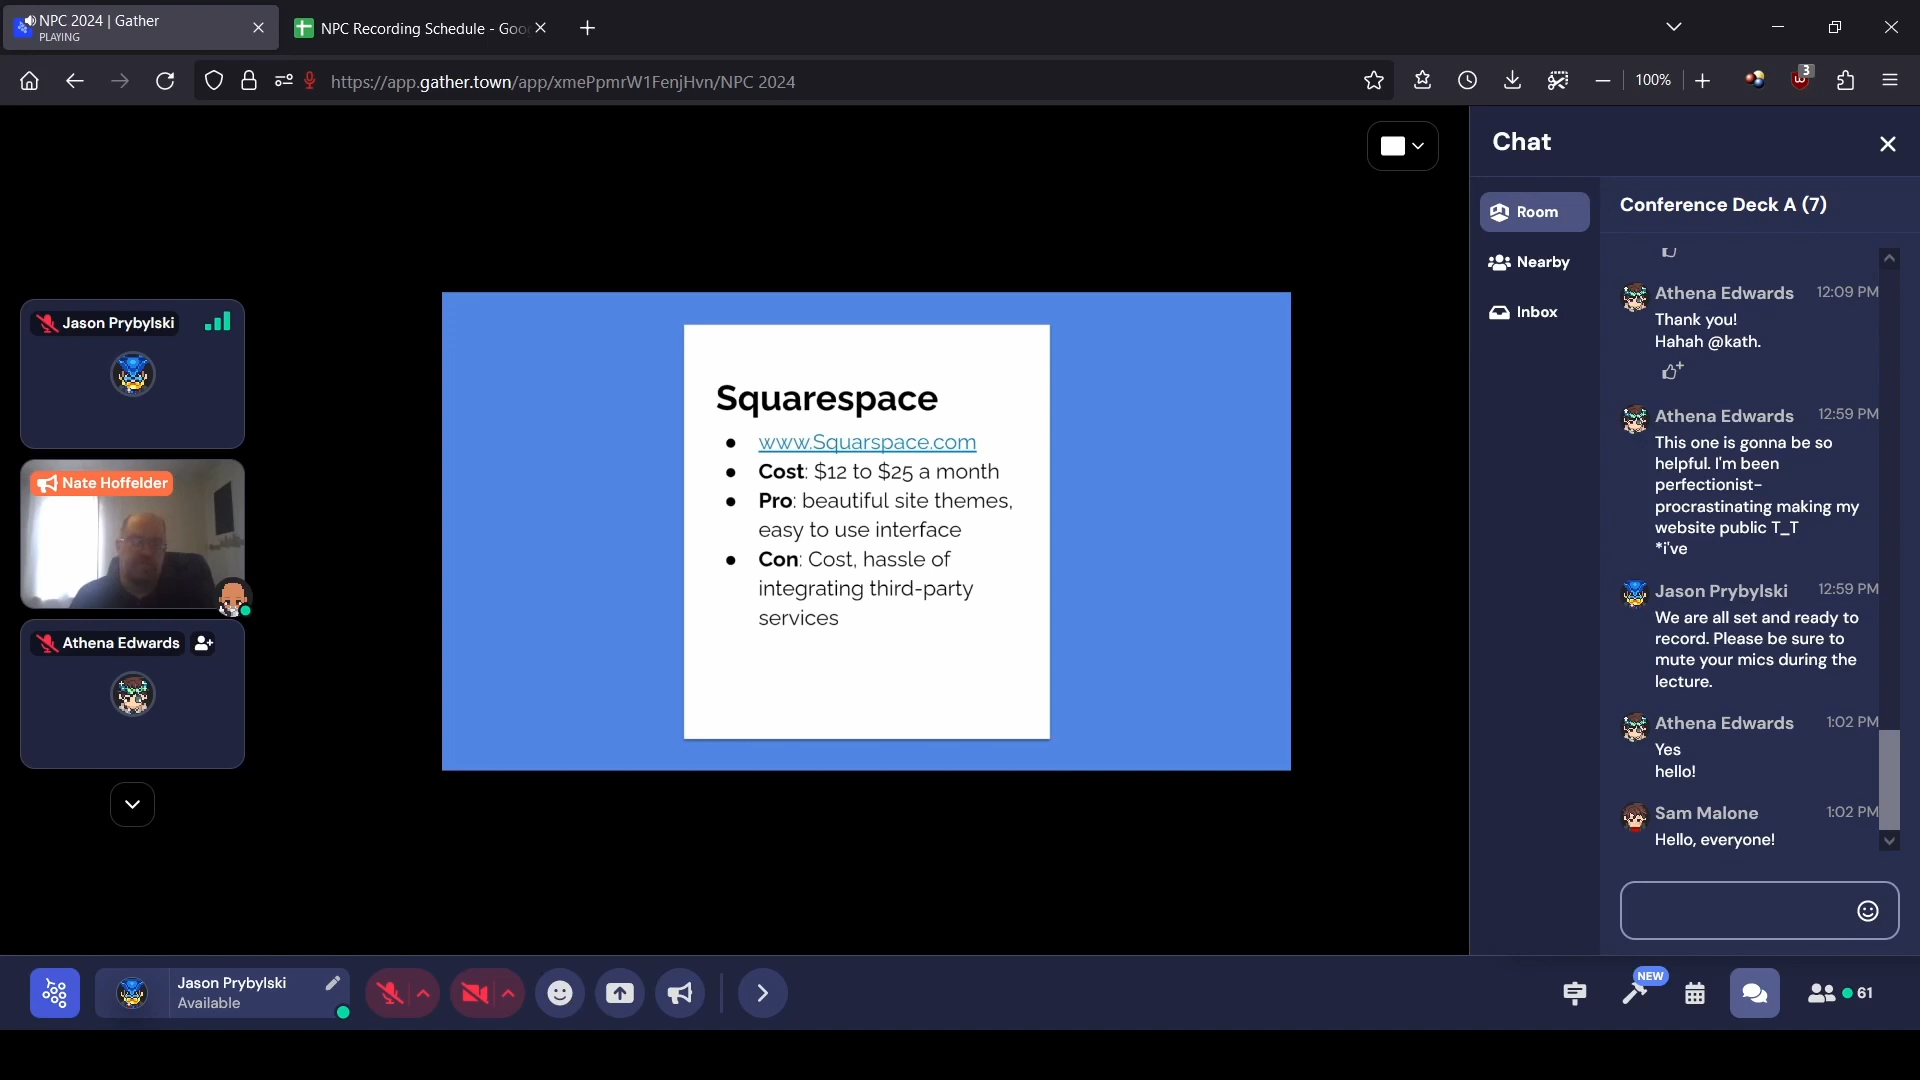 NPC 2024 | Gather
PLAYING
NPC Recording Schedule - Goo
https://app.gather.town/app/xmePpmrW1FenjHvn/NPC 2024
100%
3
Jason Prybylski
Nate Hoffelder
Athena Edwards
Squarespace
www.Squarspace.com
Cost: $12 to $25 a month
Pro: beautiful site themes,
easy to use interface
Con: Cost, hassle of
integrating third-party
services
Chat
Room
Nearby
Inbox
Conference Deck A (7)
Athena Edwards 12:09 PM
Thank you!
Hahah @kath.
Athena Edwards 12:59 PM
This one is gonna be so
helpful. I'm been
perfectionist-
procrastinating making my
website public T_T
*i've
Jason Prybylski 12:59 PM
We are all set and ready to
record. Please be sure to
mute your mics during the
lecture.
Athena Edwards 1:02 PM
Yes
hello!
Sam Malone 1:02 PM
Hello, everyone!
Jason Prybylski
Available
NEW
61